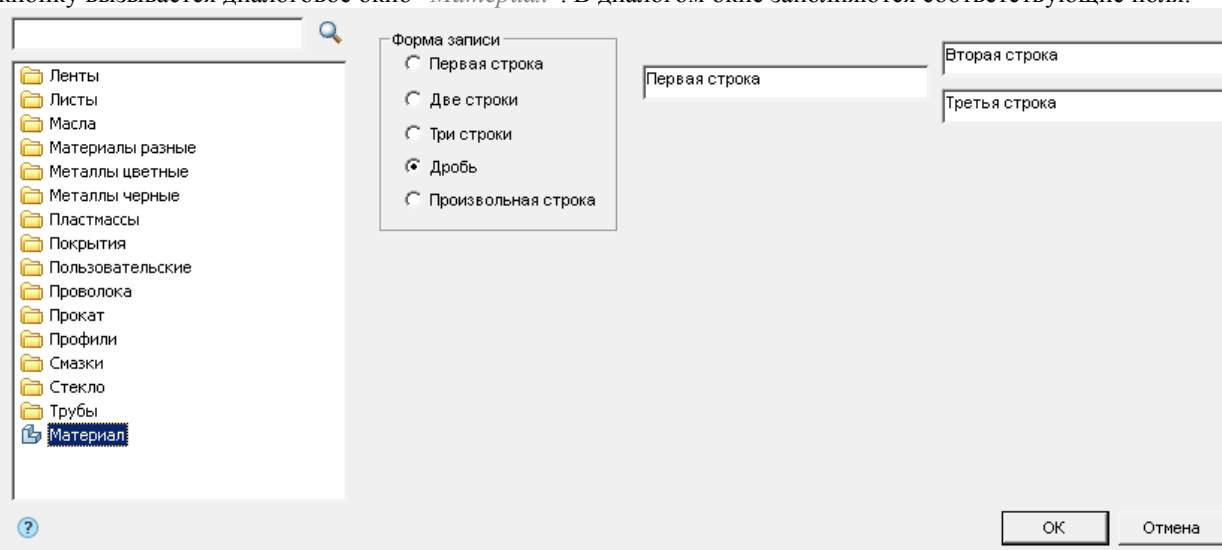 кнопку вызывается диалоговое окно "Материал". В диалогом окне заполняются соответствующие поля:
Ленты
Листы
Масла
Материалы разные
Металлы цветные
Металлы черные
Пластмассы
Покрытия
Пользовательские
Проволока
Прокат
Профили
Смазки
Стекло
Трубы
Материал
Форма записи
Первая строка
Две строки
Три строки
Дробь
Произвольная строка
Первая строка
Вторая строка
Третья строка
?
OK
Отмена